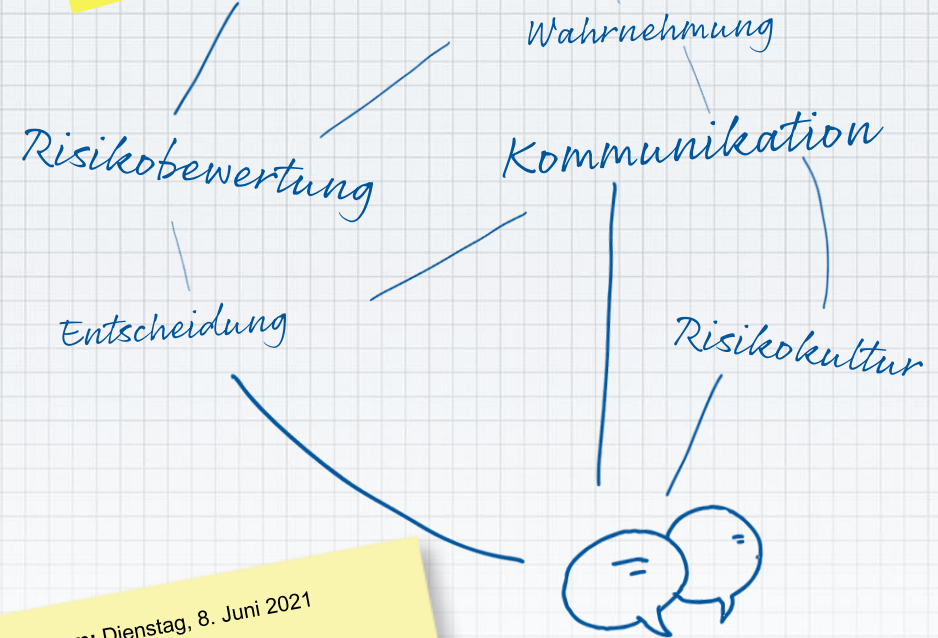 Wahrnehmung
Risikobewertung
Kommunikation
Entscheidung
Risikokultur
Dienstag, 8. Juni 2021